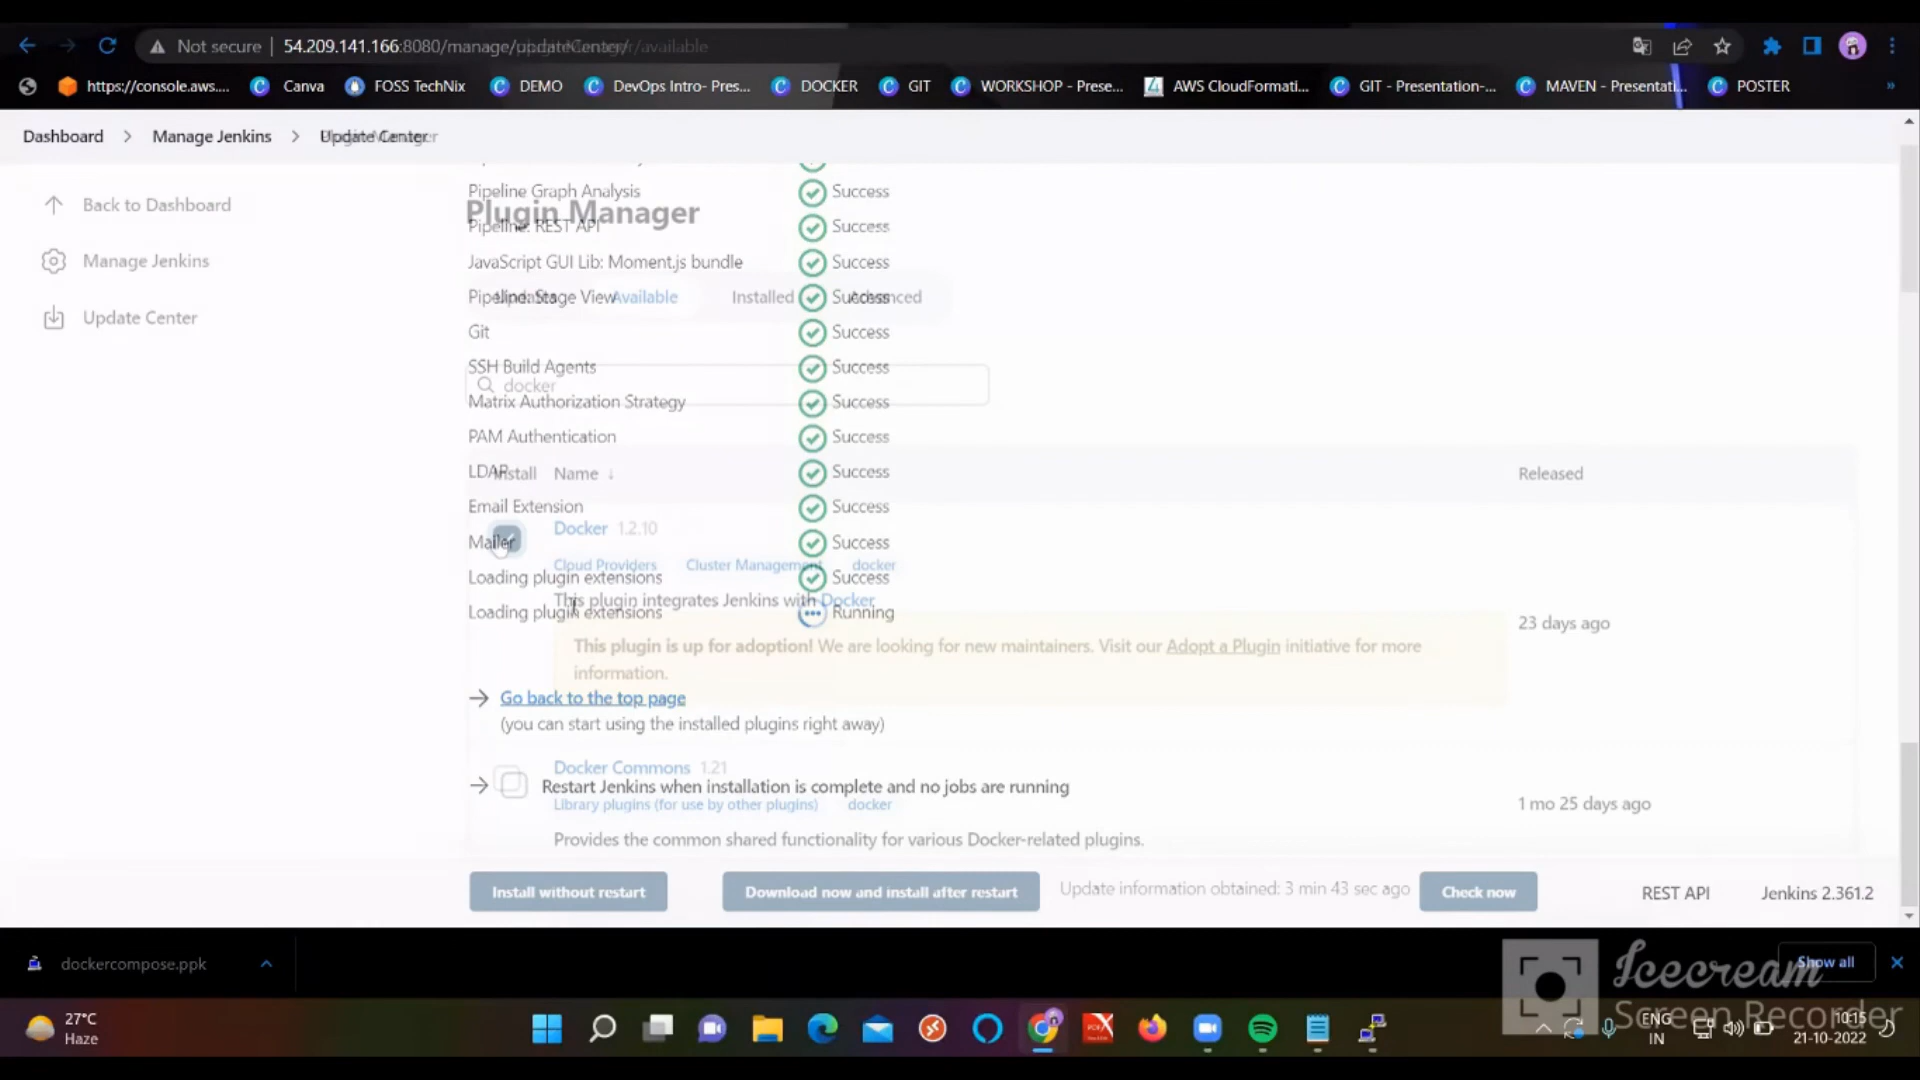 Not secure
54.209.141.166:8080/manage/updateCenter/
/available
https://console.aws....
Canva
FOSS TechNix
DEMO
DevOps Intro- Pres...
DOCKER
GIT
WORKSHOP - Prese...
AWS CloudFormati...
GIT - Presentation-...
MAVEN - Presentati...
POSTER
»
Dashboard
Manage Jenkins
Update Center
Back to Dashboard
Manage Jenkins
Update Center
Pipeline Graph Analysis Success
Plugin Manager
Pipeline: REST API Success
JavaScript GUI Lib: Moment.js bundle Success
Pipeline: Stage View Success
Updates Available Installed Advanced
Git Success
SSH Build Agents Success
docker
Matrix Authorization Strategy Success
PAM Authentication Success
LDAP Success
Install Name ↓ Released
Email Extension Success
Docker 1.2.10
Mailer Success
Cloud Providers Cluster Management docker
Loading plugin extensions Success
This plugin integrates Jenkins with Docker
Loading plugin extensions Running
23 days ago
This plugin is up for adoption! We are looking for new maintainers. Visit our Adopt a Plugin initiative for more
information.
Go back to the top page
(you can start using the installed plugins right away)
Docker Commons 1.21
Restart Jenkins when installation is complete and no jobs are running
Library plugins (for use by other plugins) docker
1 mo 25 days ago
Provides the common shared functionality for various Docker-related plugins.
Install without restart
Download now and install after restart
Update information obtained: 3 min 43 sec ago
Check now
REST API
Jenkins 2.361.2
dockercompose.ppk
Show all
Icecream
Screen Recorder
27°C
Haze
ENG
IN
10:15
21-10-2022